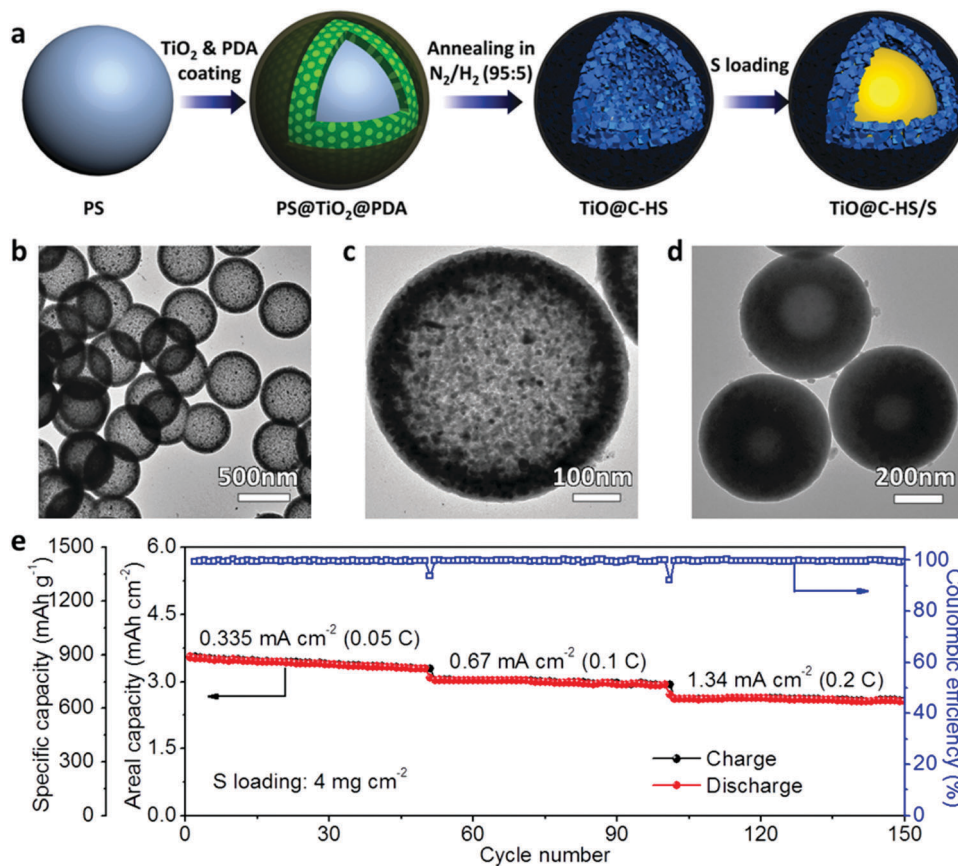 a
TiO₂ & PDA
coating
Annealing in
N₂/H₂ (95:5)
S loading
PS
PS@TiO₂@PDA
TiO@C-HS
TiO@C-HS/S
b
500nm
c
100nm
d
200nm
e
Specific capacity (mAh g⁻¹)
1500
1200
900
600
300
0
Areal capacity (mAh cm⁻²)
6.0
4.5
3.0
1.5
0.0
0.335 mA cm⁻² (0.05 C)
0.67 mA cm⁻² (0.1 C)
1.34 mA cm⁻² (0.2 C)
S loading: 4 mg cm⁻²
Charge
Discharge
100
80
60
40
20
0
Coulombic efficiency
(%)
0
30
60
90
120
150
Cycle number